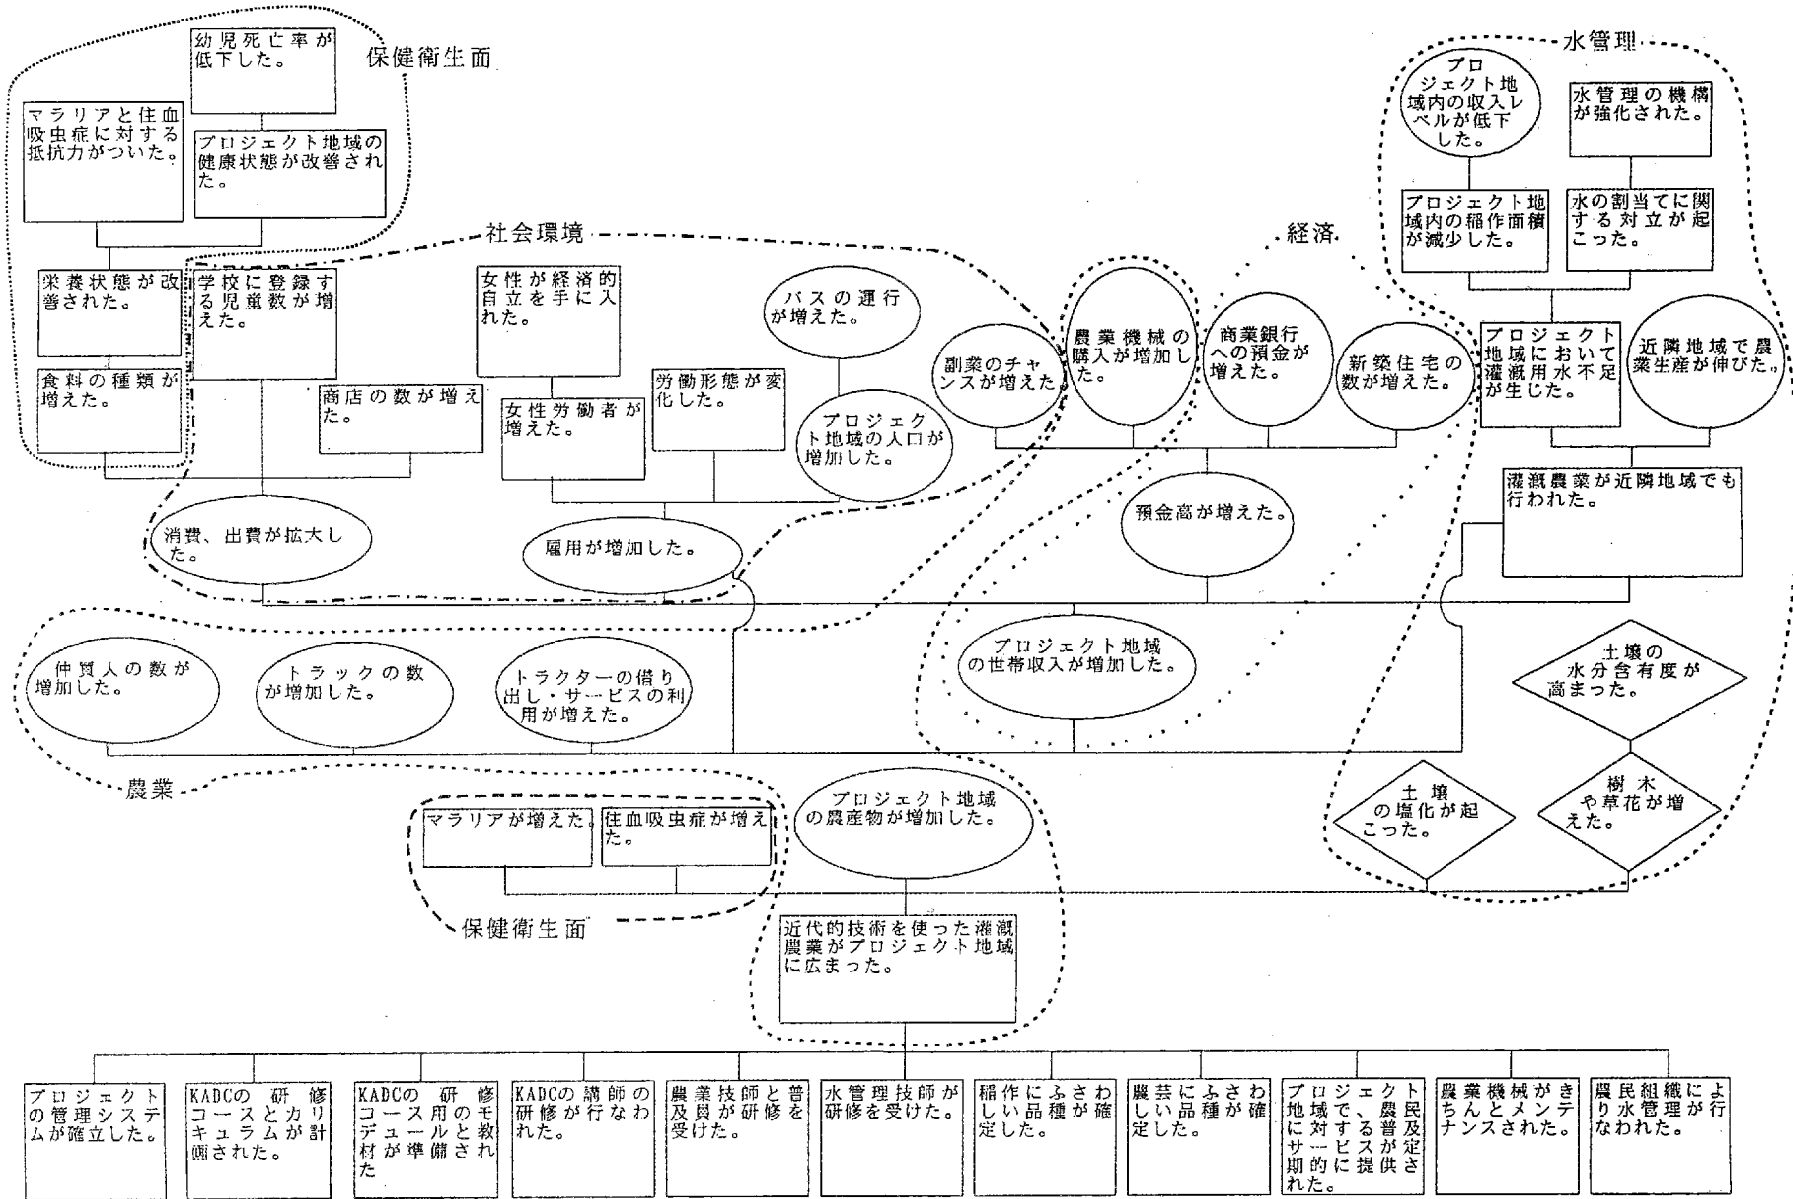 幼児死亡率が
低下した。
保健衛生面
水管理
マラリアと住血
吸虫症に対する
抵抗力がついた。
プロジェクト地域の
健康状態が改善され
た。
プロ
ジェクト地
域内の収入レ
ベルが低下
した。
水管理の機構
が強化された。
プロジェクト地
域内の稲作面積
が減少した。
水の割当てに関
する対立が起
こった。
社会環境
経済
栄養状態が改
善された。
学校に登録す
る児童数が増
えた。
女性が経済的
自立を手に入
れた。
バスの運行
が増えた。
副業のチャ
ンスが増えた
農業機械の
購入が増加し
た。
商業銀行
への預金が
増えた。
新築住宅の
数が増えた。
プロジェクト
地域において
灌漑用水不足
が生じた。
近隣地域で農
業生産が伸びた。
食料の種類が
増えた。
商店の数が増え
た。
女性労働者が
増えた。
労働形態が変
化した。
プロジェク
ト地域の人口が
増加した。
消費、出費が拡大し
た。
雇用が増加した。
預金高が増えた。
灌漑農業が近隣地域でも
行われた。
仲買人の数が
増加した。
トラックの数
が増加した。
トラクターの借り
出し・サービスの利
用が増えた。
プロジェクト地域
の世帯収入が増加した。
土壌の
水分含有度が
高まった。
農業
マラリアが増えた。
住血吸虫症が増え
た。
プロジェクト地域
の農産物が増加した。
土壌
の塩化が起
こった。
樹木
や草花が増
えた。
保健衛生面
近代的技術を使った灌漑
農業がプロジェクト地域
に広まった。
プロジェクト
の管理システ
ムが確立した。
KADCの研修
コースとカリ
キュラムが計
画された。
KADCの研修
コース用のモ
デュールと教
材が準備され
た
KADCの講師の
研修が行なわ
れた。
農業技師と普
及員が研修を
受けた。
水管理技師が
研修を受けた。
稲作にふさわ
しい品種が確
定した。
農芸にふさわ
しい品種が確
定した。
プロジェクト
地域で、農民
に対する普及
サービスが定
期的に提供さ
れた。
農業機械がき
ちんとメンテ
ナンスされた。
農民組織によ
り水管理が行
なわれた。